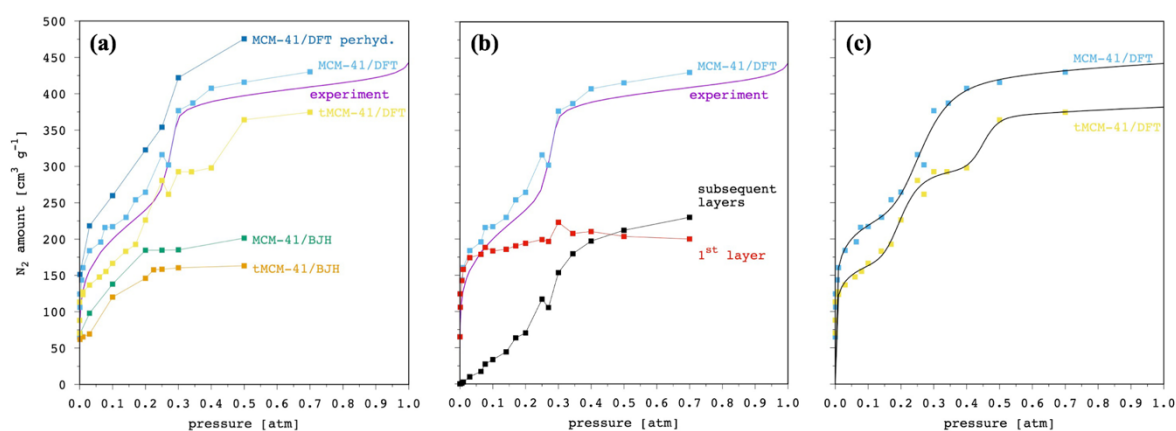 (a)
MCM-41/DFT perhyd.
MCM-41/DFT
experiment
tMCM-41/DFT
MCM-41/BJH
tMCM-41/BJH
N2 amount [cm3 g-1]
500
450
400
350
300
250
200
150
100
50
0
0.0 0.1 0.2 0.3 0.4 0.5 0.6 0.7 0.8 0.9 1.0
pressure [atm]
(b)
MCM-41/DFT
experiment
subsequent
layers
1st layer
0.0 0.1 0.2 0.3 0.4 0.5 0.6 0.7 0.8 0.9 1.0
pressure [atm]
(c)
MCM-41/DFT
tMCM-41/DFT
0.0 0.1 0.2 0.3 0.4 0.5 0.6 0.7 0.8 0.9 1.0
pressure [atm]